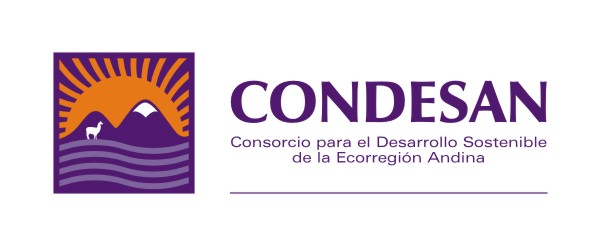 CONDESAN
Consorcio para el Desarrollo Sostenible
de la Ecorregión Andina